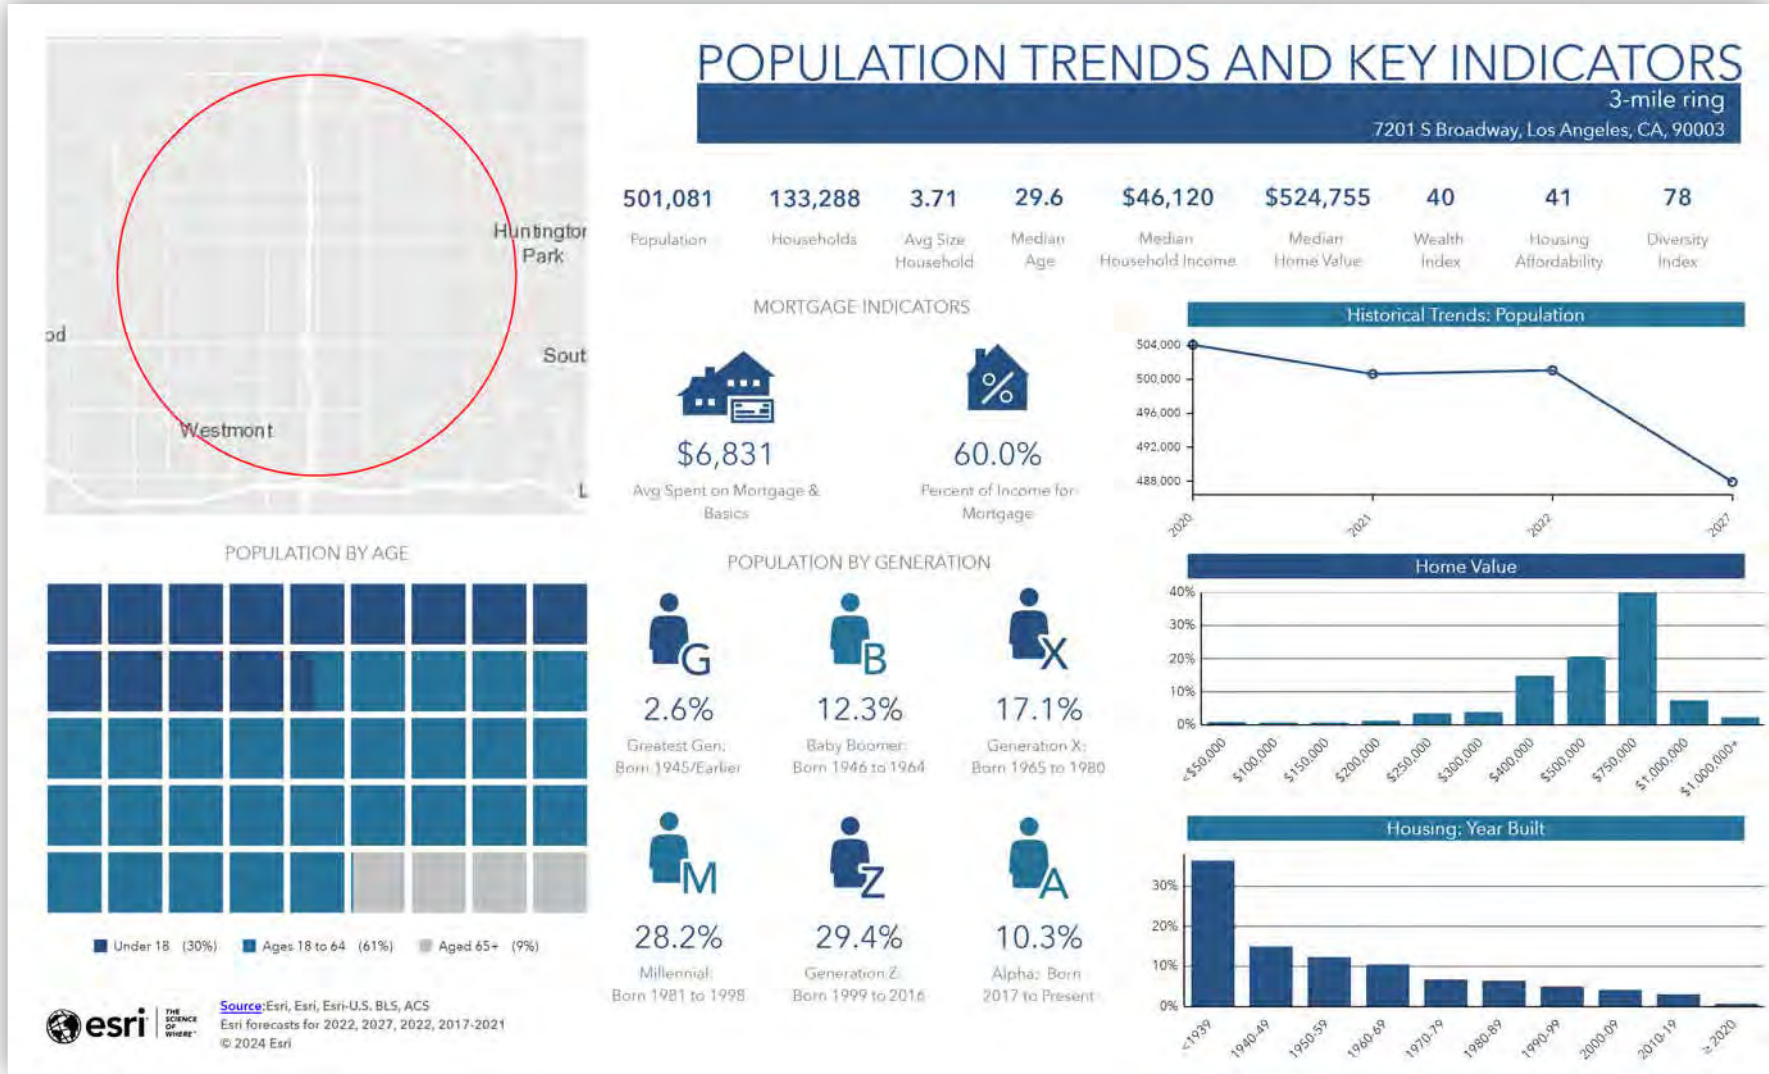 POPULATION TRENDS AND KEY INDICATORS
3-mile ring
7201 S Broadway, Los Angeles, CA, 90003
Huntington
Park
od
Sout
Westmont
L
501,081
Population
133,288
Households
3.71
Avg Size
Household
29.6
Median
Age
$46,120
Median
Household Income
$524,755
Median
Home Value
40
Wealth
Index
41
Housing
Affordability
78
Diversity
Index
MORTGAGE INDICATORS
%
$6,831
Avg Spent on Mortgage &
Basics
60.0%
Percent of Income for
Mortgage
Historical Trends: Population
504,000
500,000
496,000
492,000
488,000
2020
2021
2022
2027
POPULATION BY AGE
Under 18 (30%)
Ages 18 to 64 (61%)
Aged 65+ (9%)
POPULATION BY GENERATION
G
2.6%
Greatest Gen:
Born 1945/Earlier
B
12.3%
Baby Boomer:
Born 1946 to 1964
X
17.1%
Generation X:
Born 1965 to 1980
M
28.2%
Millennial:
Born 1981 to 1998
Z
29.4%
Generation Z:
Born 1999 to 2016
A
10.3%
Alpha: Born
2017 to Present
Home Value
40%
30%
20%
10%
0%
<$50,000
$100,000
$150,000
$200,000
$250,000
$300,000
$400,000
$500,000
$750,000
$1,000,000
$1,000,000+
Housing: Year Built
30%
20%
10%
0%
<1939
1940-49
1950-59
1960-69
1970-79
1980-89
1990-99
2000-09
2010-19
≥ 2020
esri
THE
SCIENCE
OF
WHERE™
Source:Esri, Esri, Esri-U.S. BLS, ACS
Esri forecasts for 2022, 2027, 2022, 2017-2021
© 2024 Esri